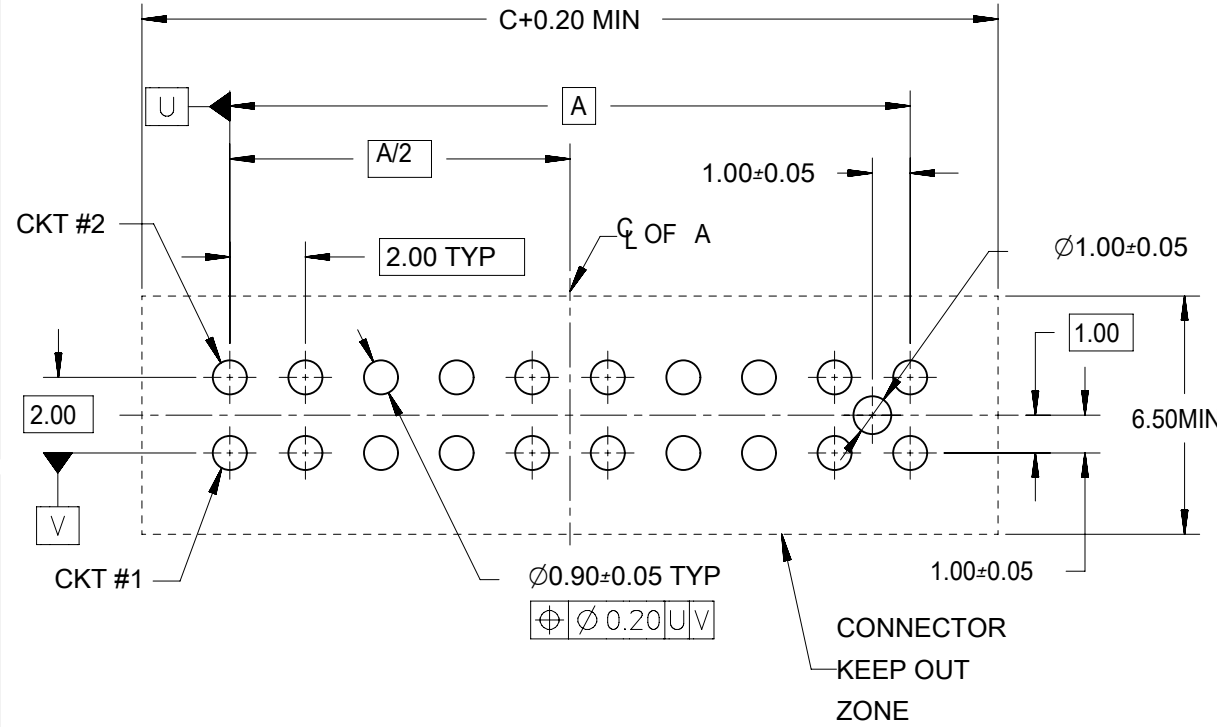 C+0.20 MIN
U
A
A/2
1.00±0.05
CKT #2
℄ OF A
2.00 TYP
Ø1.00±0.05
1.00
2.00
6.50MIN
V
CKT #1
Ø0.90±0.05 TYP
1.00±0.05
⌖ Ø 0.20 U V
CONNECTOR
KEEP OUT
ZONE